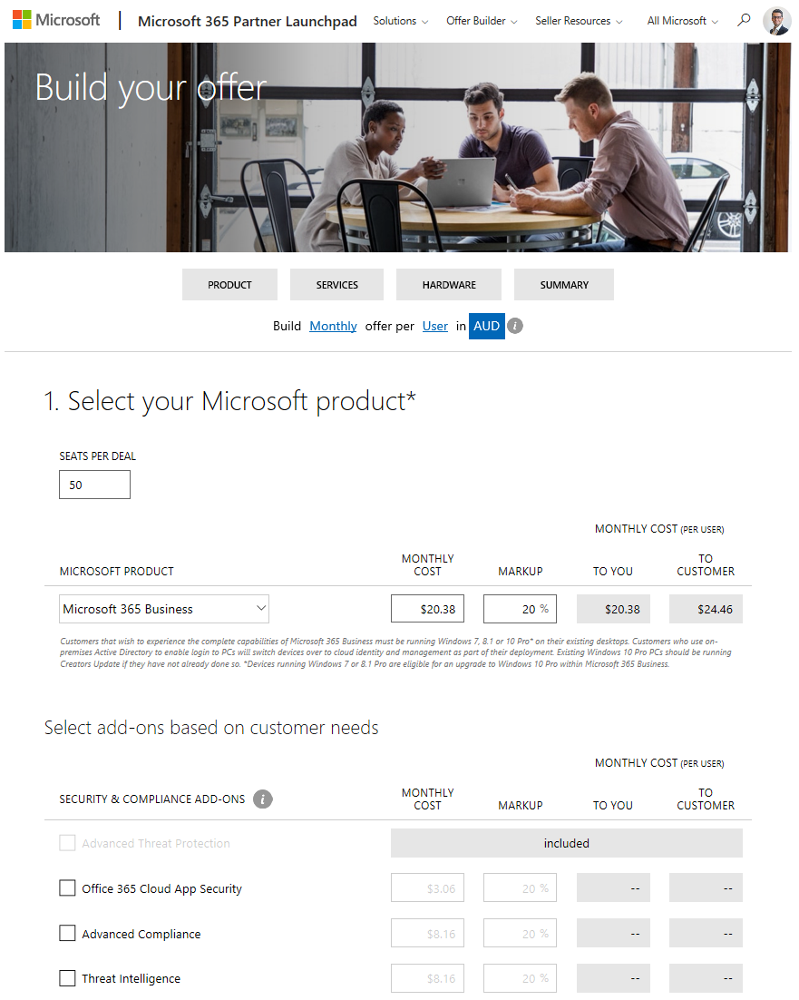 Microsoft
Microsoft 365 Partner Launchpad
Solutions
Offer Builder
Seller Resources
All Microsoft
Build your offer
PRODUCT
SERVICES
HARDWARE
SUMMARY
Build Monthly offer per User in AUD i
1. Select your Microsoft product*
SEATS PER DEAL
50
MONTHLY COST (PER USER)
MICROSOFT PRODUCT
MONTHLY
COST
MARKUP
TO YOU
TO
CUSTOMER
Microsoft 365 Business
$20.38
20 %
$20.38
$24.46
Customers that wish to experience the complete capabilities of Microsoft 365 Business must be running Windows 7, 8.1 or 10 Pro* on their existing desktops. Customers who use on-
premises Active Directory to enable login to PCs will switch devices over to cloud identity and management as part of their deployment. Existing Windows 10 Pro PCs should be running
Creators Update if they have not already done so. *Devices running Windows 7 or 8.1 Pro are eligible for an upgrade to Windows 10 Pro within Microsoft 365 Business.
Select add-ons based on customer needs
MONTHLY COST (PER USER)
SECURITY & COMPLIANCE ADD-ONS i
MONTHLY
COST
MARKUP
TO YOU
TO
CUSTOMER
Advanced Threat Protection
included
Office 365 Cloud App Security
$3.06
20 %
--
--
Advanced Compliance
$8.16
20 %
--
--
Threat Intelligence
$8.16
20 %
--
--